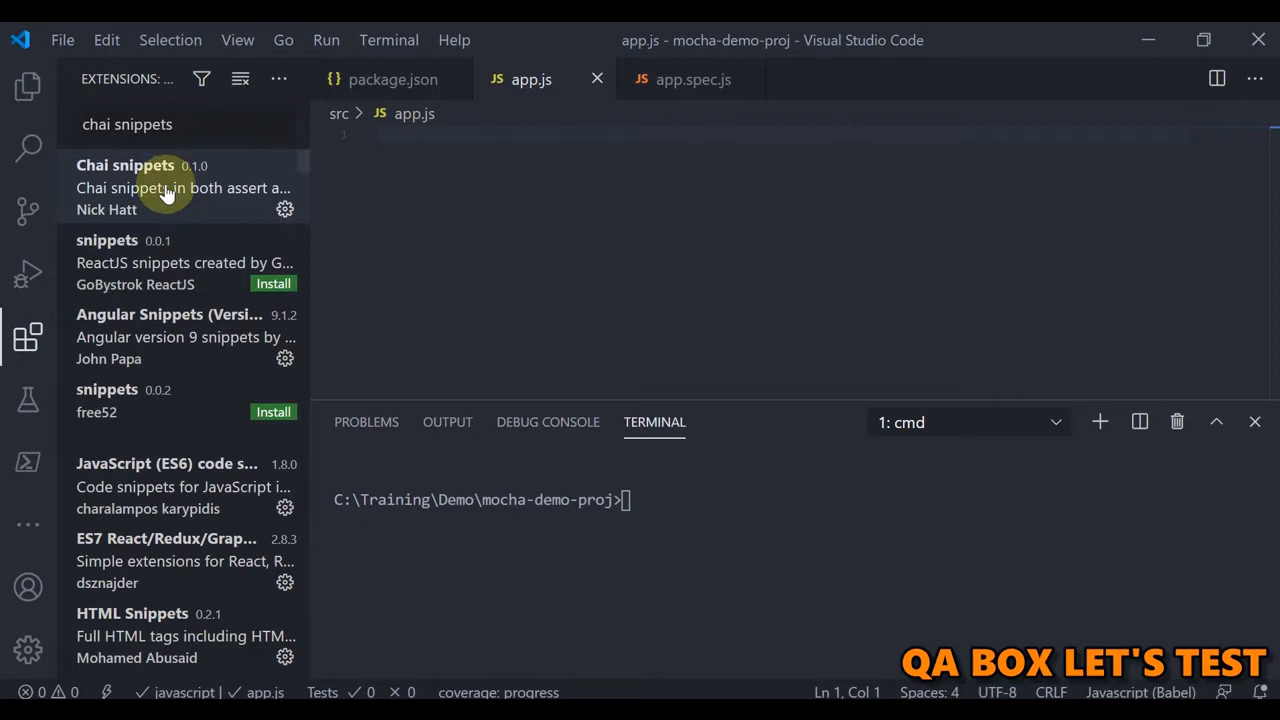 File Edit Selection View Go Run Terminal Help app.js - mocha-demo-proj - Visual Studio Code
EXTENSIONS: ...
package.json
app.js
app.spec.js
chai snippets
src > app.js
1
Chai snippets 0.1.0
Chai snippets in both assert a...
Nick Hatt
snippets 0.0.1
ReactJS snippets created by G...
GoBystrok ReactJS Install
Angular Snippets (Versi... 9.1.2
Angular version 9 snippets by ...
John Papa
snippets 0.0.2
free52 Install
JavaScript (ES6) code s... 1.8.0
Code snippets for JavaScript i...
charalampos karypidis
ES7 React/Redux/Grap... 2.8.3
Simple extensions for React, R...
dsznajder
HTML Snippets 0.2.1
Full HTML tags including HTM...
Mohamed Abusaid
PROBLEMS OUTPUT DEBUG CONSOLE TERMINAL 1: cmd
C:\Training\Demo\mocha-demo-proj>
QA BOX LET'S TEST
0 0 javascript | app.js Tests 0 0 coverage: progress Ln 1, Col 1 Spaces: 4 UTF-8 CRLF Javascript (Babel)